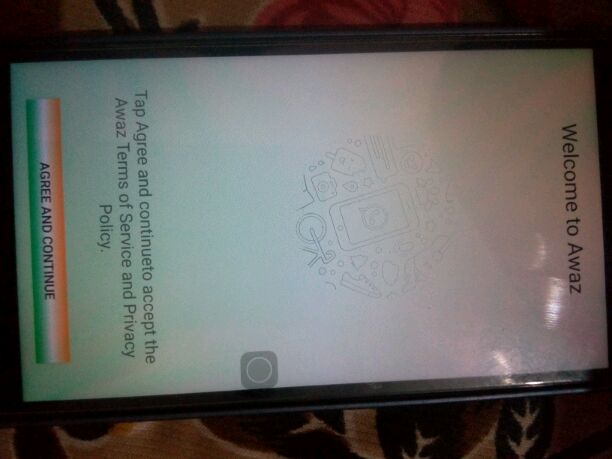 Welcome to Awaz
Tap Agree and continueto accept the
Awaz Terms of Service and Privacy
Policy.
AGREE AND CONTINUE